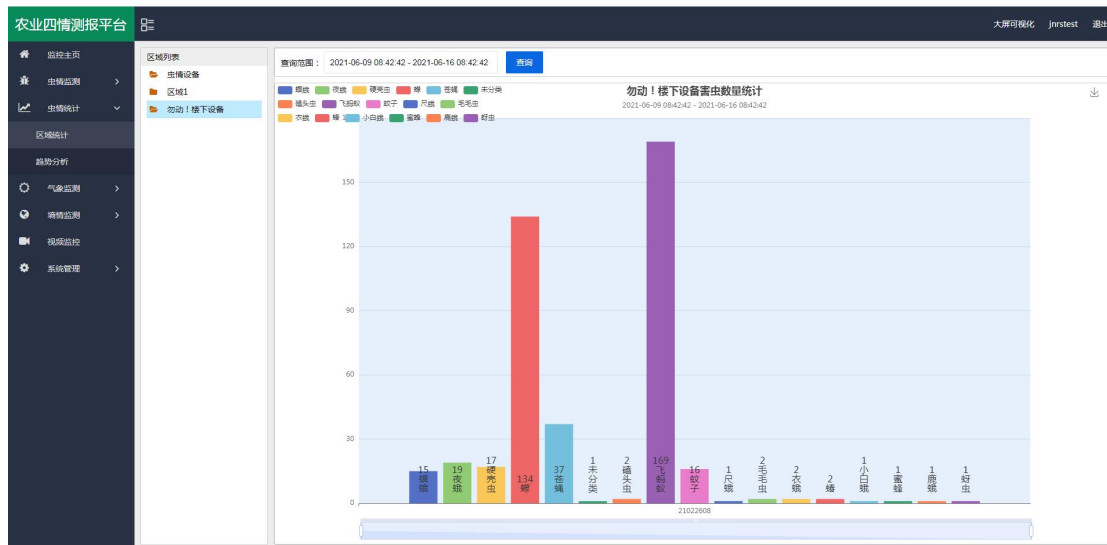 农业四情测报平台
大屏可视化 jnrstest 退出
监控主页
虫情监测
虫情统计
区域统计
趋势分析
气象监测
墒情监测
视频监控
系统管理
区域列表
虫情设备
区域1
勿动！楼下设备
查询范围： 2021-06-09 08:42:42 - 2021-06-16 08:42:42 查询
螟蛾 夜蛾 硬壳虫 蟑 苍蝇 未分类
磕头虫 飞蚂蚁 蚊子 尺蛾 毛毛虫
衣蛾 蝽 小白蛾 蜜蜂 鹿蛾 蚜虫
勿动！楼下设备害虫数量统计
2021-06-09 08:42:42 - 2021-06-16 08:42:42
150
120
90
60
30
0
15 螟蛾
19 夜蛾
17 硬壳虫
134
37 苍蝇
1 未分类
2 磕头虫
169 飞蚂蚁
16 蚊子
1 尺蛾
2 毛毛虫
2 衣蛾
2 蝽
1 小白蛾
1 蜜蜂
1 鹿蛾
1 蚜虫
21022608